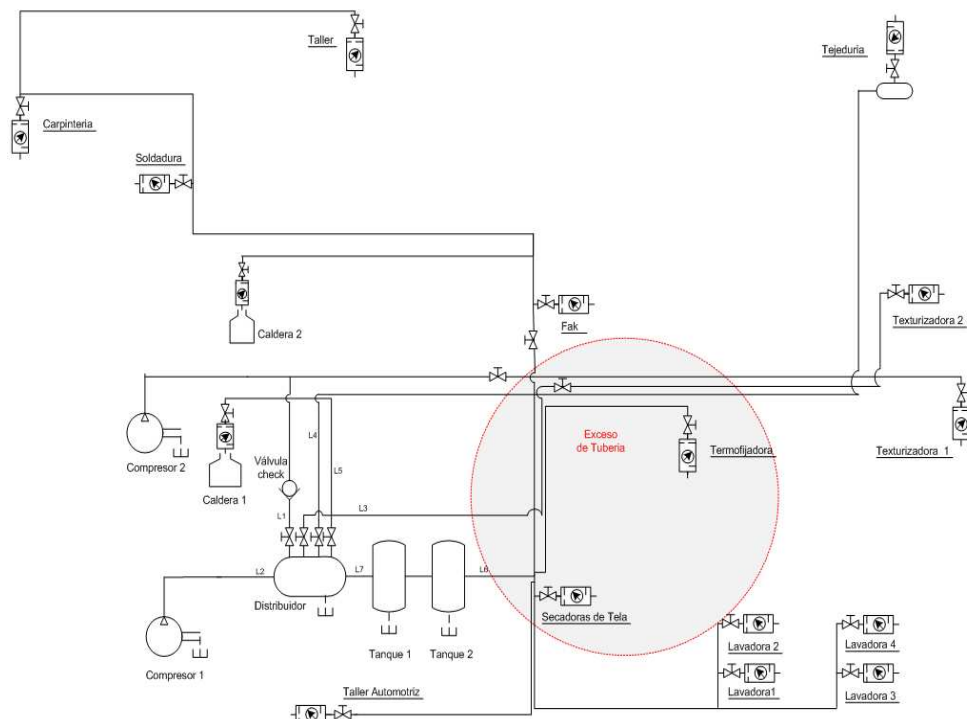 Taller
Tejeduria
Carpinteria
Soldadura
Caldera 2
Fak
Texturizadora 2
Exceso
de Tuberia
L4
Termofijadora
Texturizadora 1
Compresor 2
Válvula
check
L5
Caldera 1
L3
L1
L2
L7
L6
Distribuidor
Secadoras de Tela
Tanque 1
Tanque 2
Lavadora 2
Lavadora 4
Compresor 1
Taller Automotriz
Lavadora1
Lavadora 3